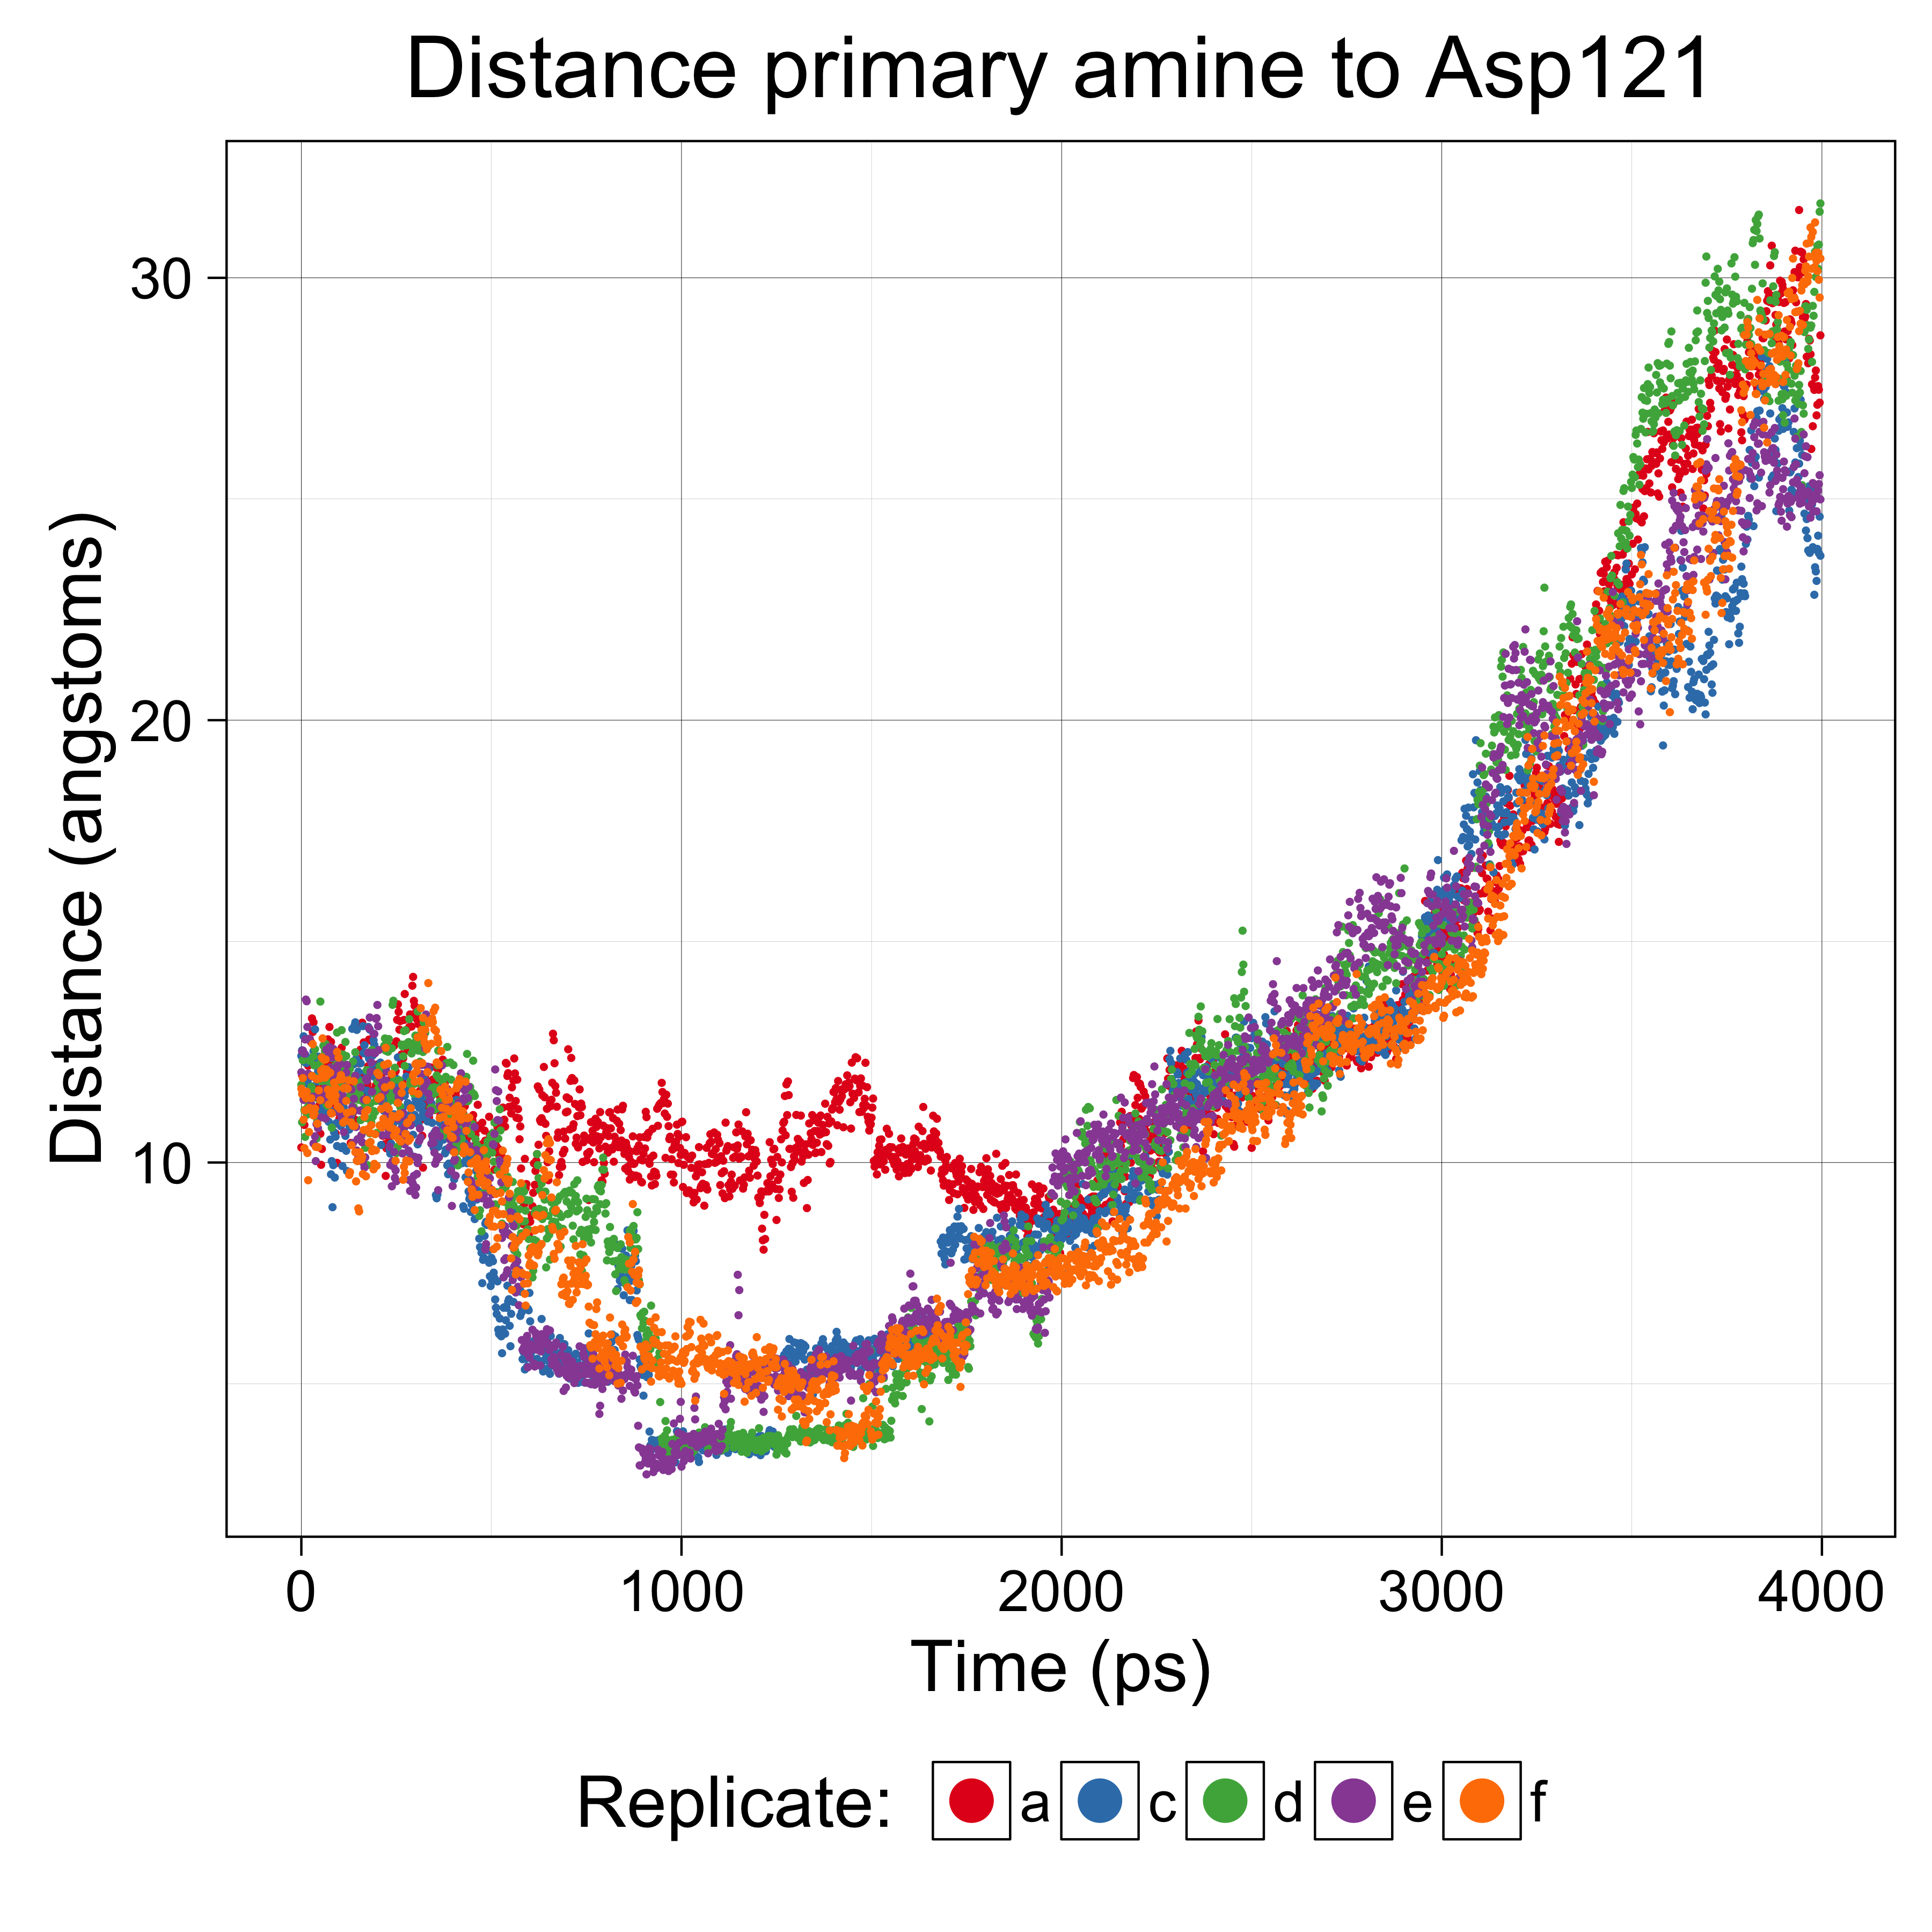 Distance primary amine to Asp121
Distance (angstoms)
30
20
10
0 1000 2000 3000 4000
Time (ps)
Replicate: a c d e f